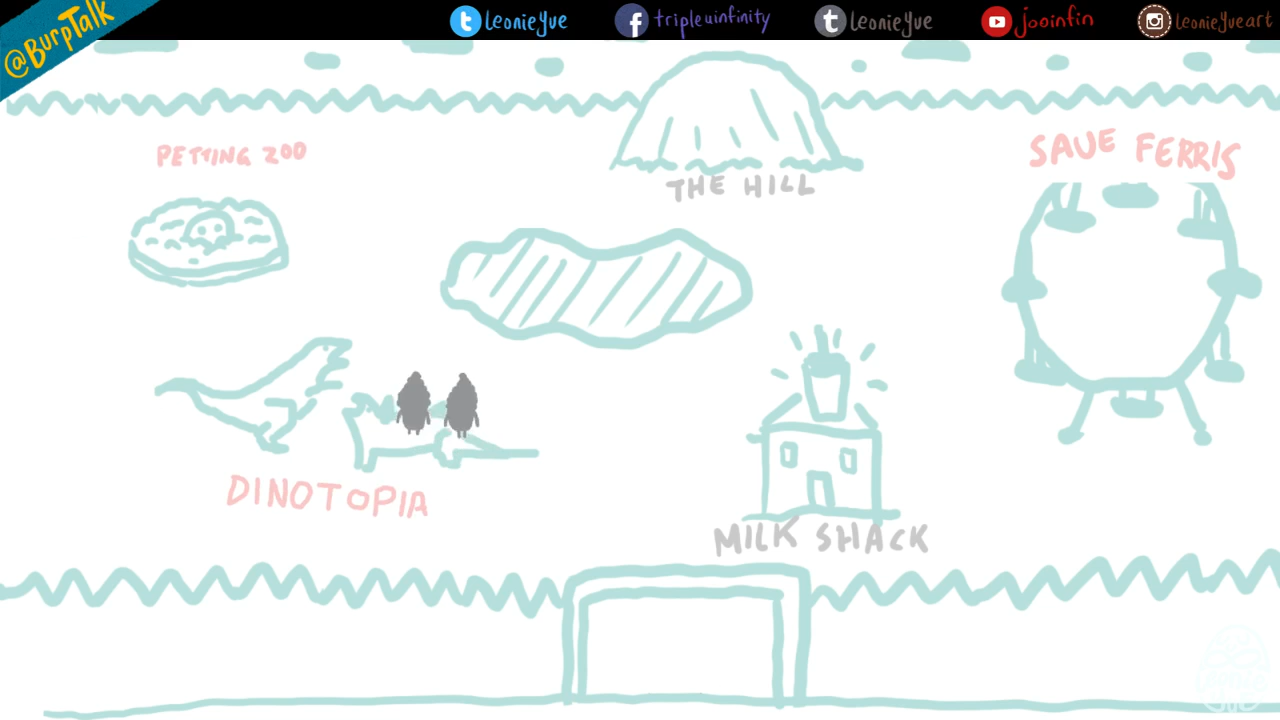 @BurpTalk
LeonieYue
tripleuinfinity
LeonieYue
jooinfin
LeonieYueart
PETTING ZOO
SAVE FERRIS
THE HILL
DINOTOPIA
MILK SHACK